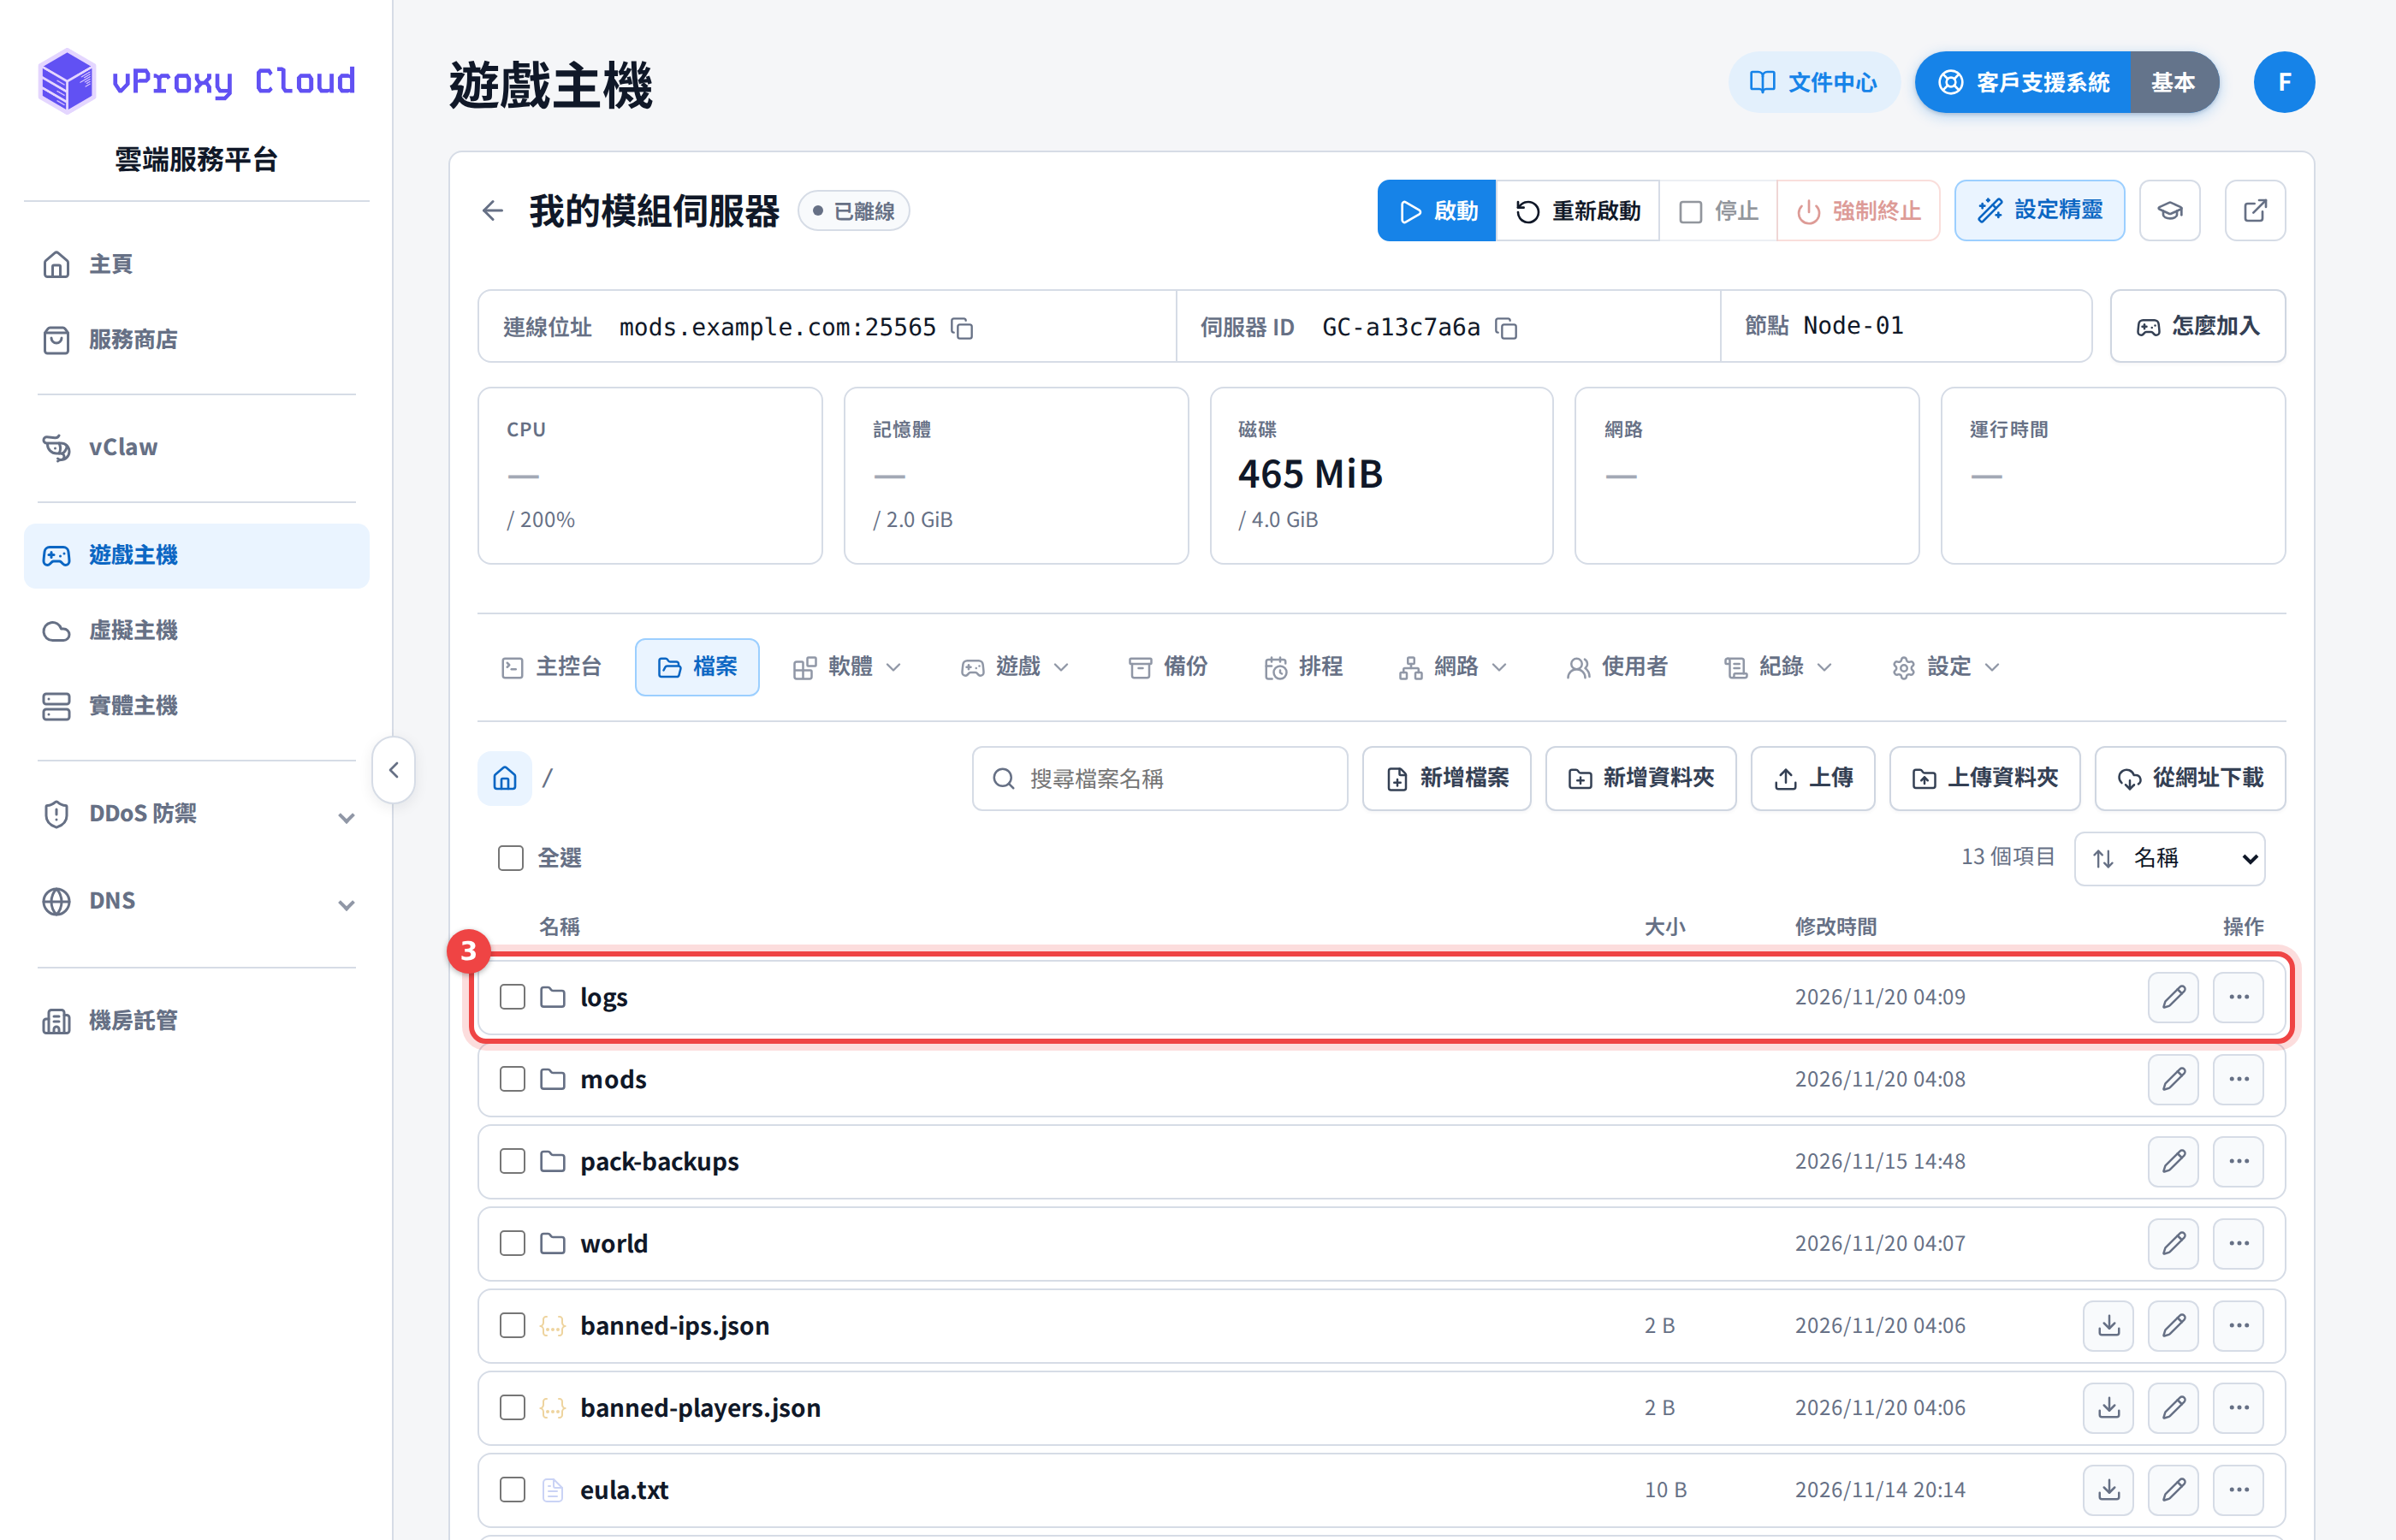 vProxy Cloud
雲端服務平台
主頁
服務商店
vClaw
遊戲主機
虛擬主機
實體主機
DDoS 防禦
DNS
機房託管
遊戲主機
文件中心
客戶支援系統 基本
F
我的模組伺服器 已離線
啟動 重新啟動 停止 強制終止 設定精靈
連線位址 mods.example.com:25565 伺服器 ID GC-a13c7a6a 節點 Node-01 怎麼加入
CPU
—
/ 200%
記憶體
—
/ 2.0 GiB
磁碟
465 MiB
/ 4.0 GiB
網路
—
運行時間
—
主控台 檔案 軟體 遊戲 備份 排程 網路 使用者 紀錄 設定
/ 搜尋檔案名稱 新增檔案 新增資料夾 上傳 上傳資料夾 從網址下載
全選 13 個項目 名稱
名稱 大小 修改時間 操作
3
logs 2026/11/20 04:09
mods 2026/11/20 04:08
pack-backups 2026/11/15 14:48
world 2026/11/20 04:07
banned-ips.json 2 B 2026/11/20 04:06
banned-players.json 2 B 2026/11/20 04:06
eula.txt 10 B 2026/11/14 20:14